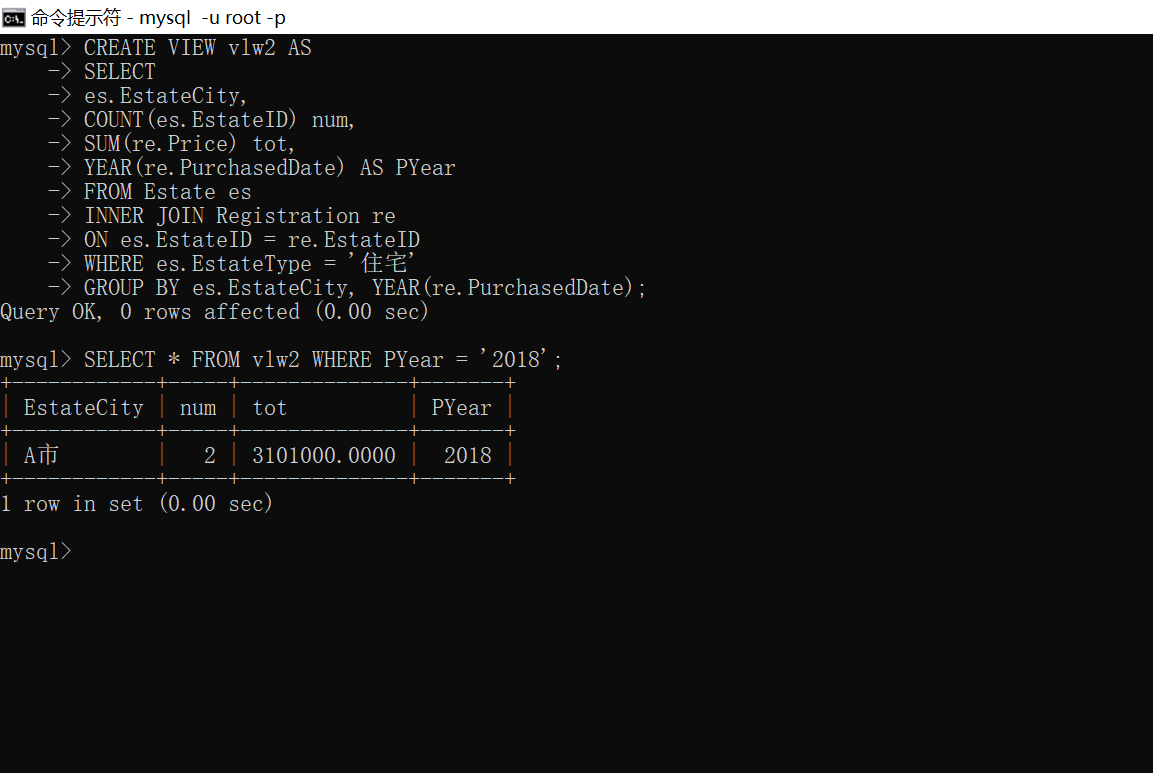 命令提示符 - mysql  -u root -p
mysql> CREATE VIEW vlw2 AS
    -> SELECT
    -> es.EstateCity,
    -> COUNT(es.EstateID) num,
    -> SUM(re.Price) tot,
    -> YEAR(re.PurchasedDate) AS PYear
    -> FROM Estate es
    -> INNER JOIN Registration re
    -> ON es.EstateID = re.EstateID
    -> WHERE es.EstateType = '住宅'
    -> GROUP BY es.EstateCity, YEAR(re.PurchasedDate);
Query OK, 0 rows affected (0.00 sec)
mysql> SELECT * FROM vlw2 WHERE PYear = '2018';
+------------+-----+--------------+-------+
| EstateCity | num | tot          | PYear |
+------------+-----+--------------+-------+
| A市        |   2 | 3101000.0000 |  2018 |
+------------+-----+--------------+-------+
1 row in set (0.00 sec)
mysql>